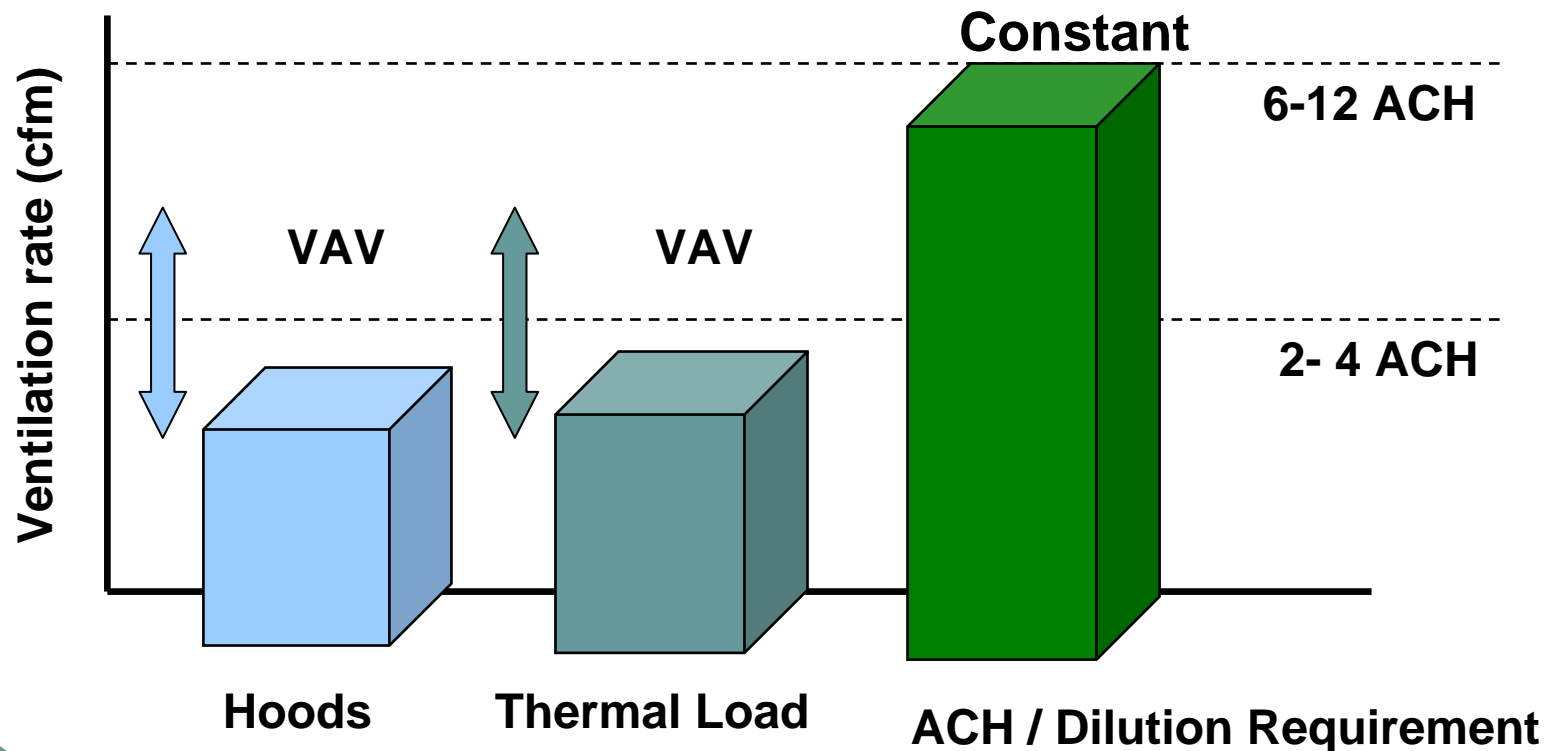 Constant
6-12 ACH
Ventilation rate (cfm)
VAV
VAV
2- 4 ACH
Hoods
Thermal Load
ACH / Dilution Requirement